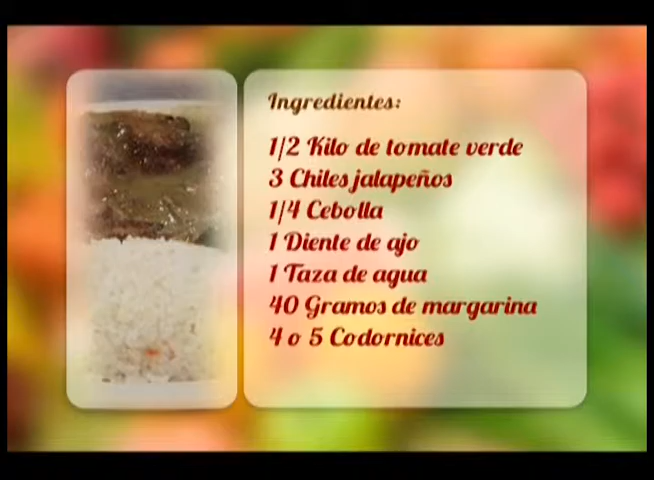 Ingredientes:
1/2 Kilo de tomate verde
3 Chiles jalapeños
1/4 Cebolla
1 Diente de ajo
1 Taza de agua
40 Gramos de margarina
4 o 5 Codornices